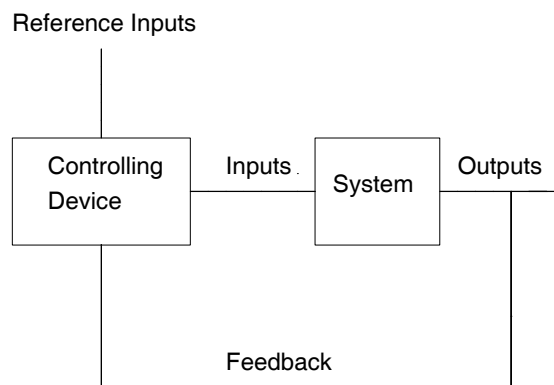 Reference Inputs
Controlling
Device
Inputs
System
Outputs
Feedback